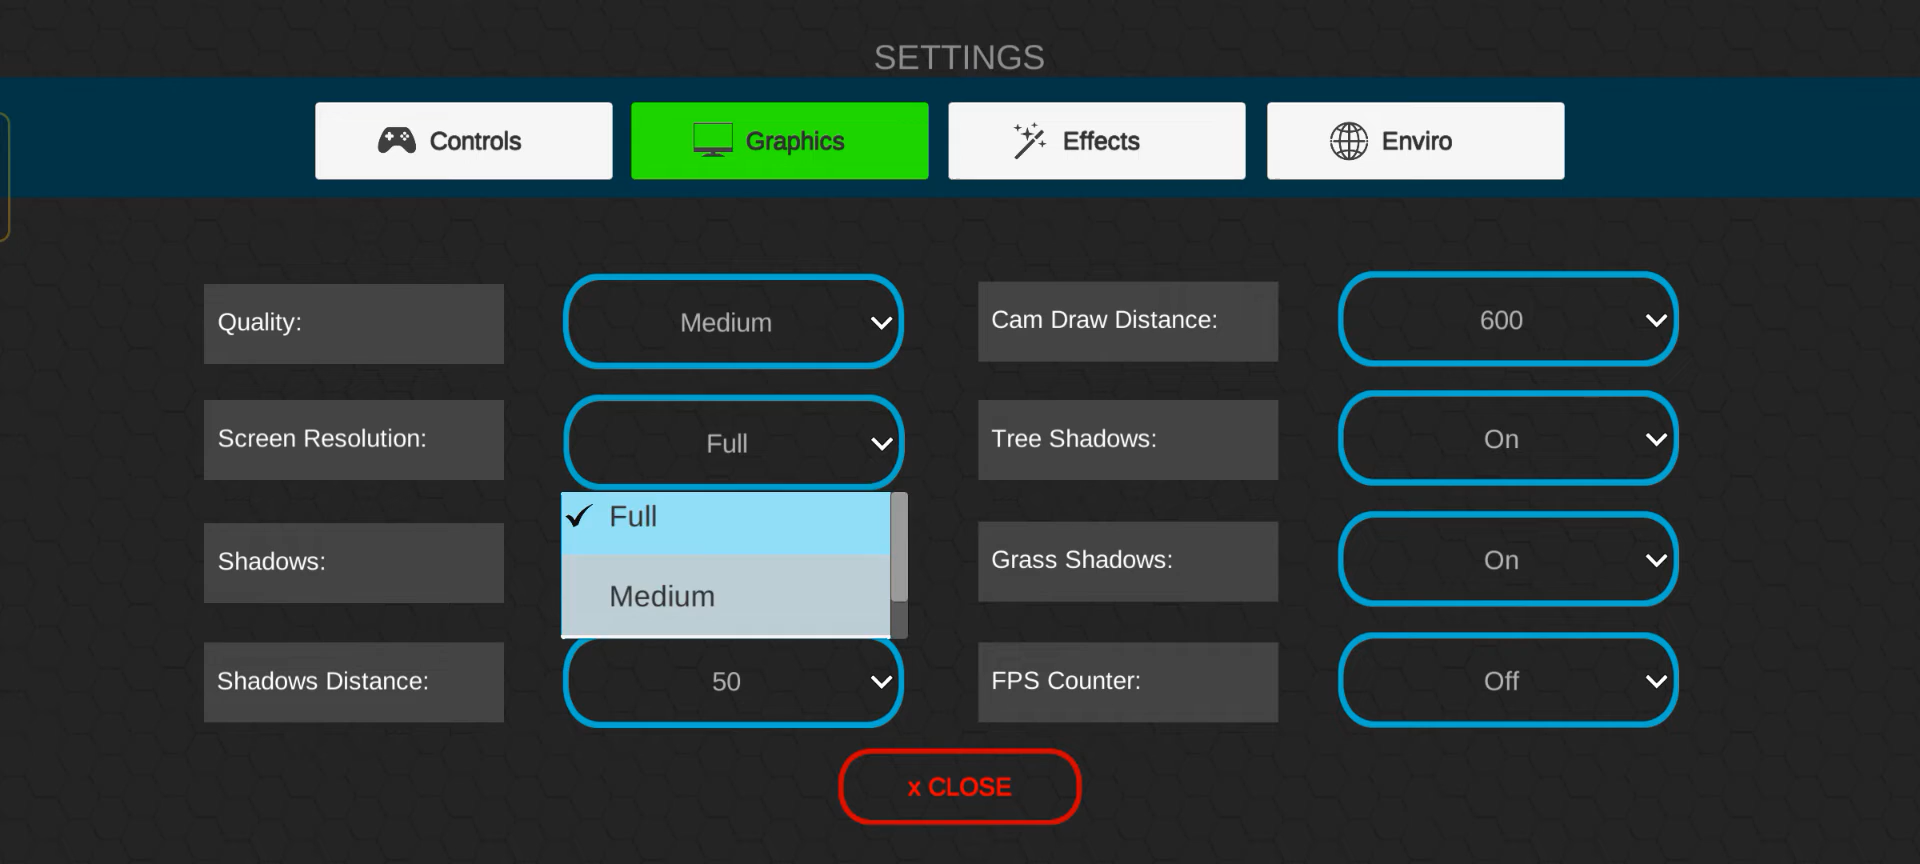 SETTINGS
Controls
Graphics
Effects
Enviro
Quality:
Medium
Cam Draw Distance:
600
Screen Resolution:
Full
Tree Shadows:
On
Full
Medium
Shadows:
Grass Shadows:
On
Shadows Distance:
50
FPS Counter:
Off
x CLOSE